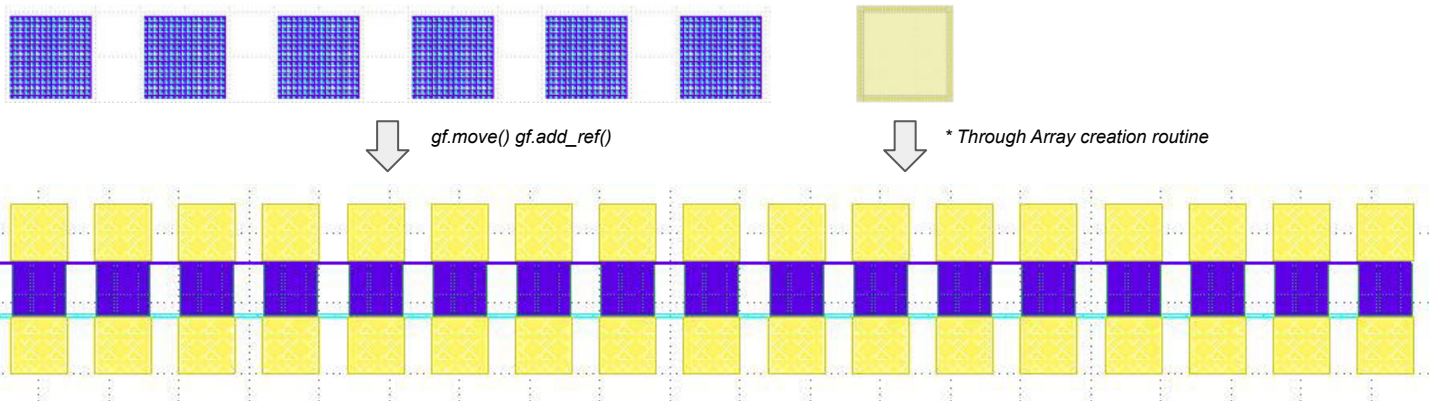 gf.move() gf.add_ref()
* Through Array creation routine